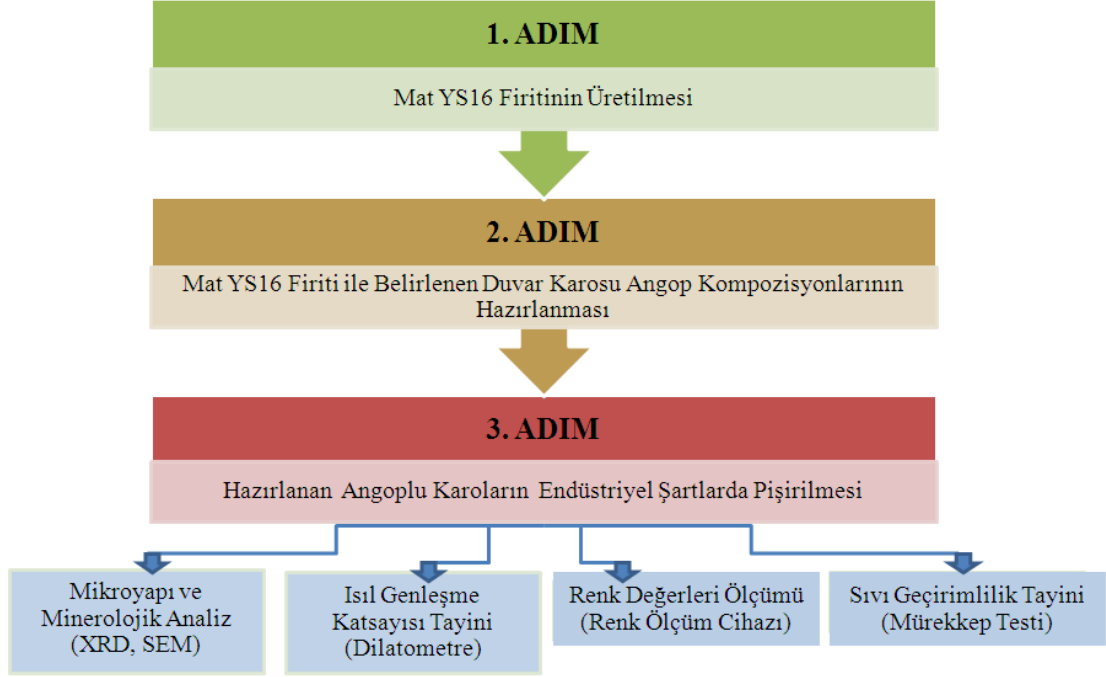 1. ADIM
Mat YS16 Firitinin Üretilmesi
2. ADIM
Mat YS16 Firiti ile Belirlenen Duvar Karosu Angop Kompozisyonlarının
Hazırlanması
3. ADIM
Hazırlanan Angoplu Karoların Endüstriyel Şartlarda Pişirilmesi
Mikroyapı ve
Minerolojik Analiz
(XRD, SEM)
Isıl Genleşme
Katsayısı Tayini
(Dilatometre)
Renk Değerleri Ölçümü
(Renk Ölçüm Cihazı)
Sıvı Geçirimlilik Tayini
(Mürekkep Testi)